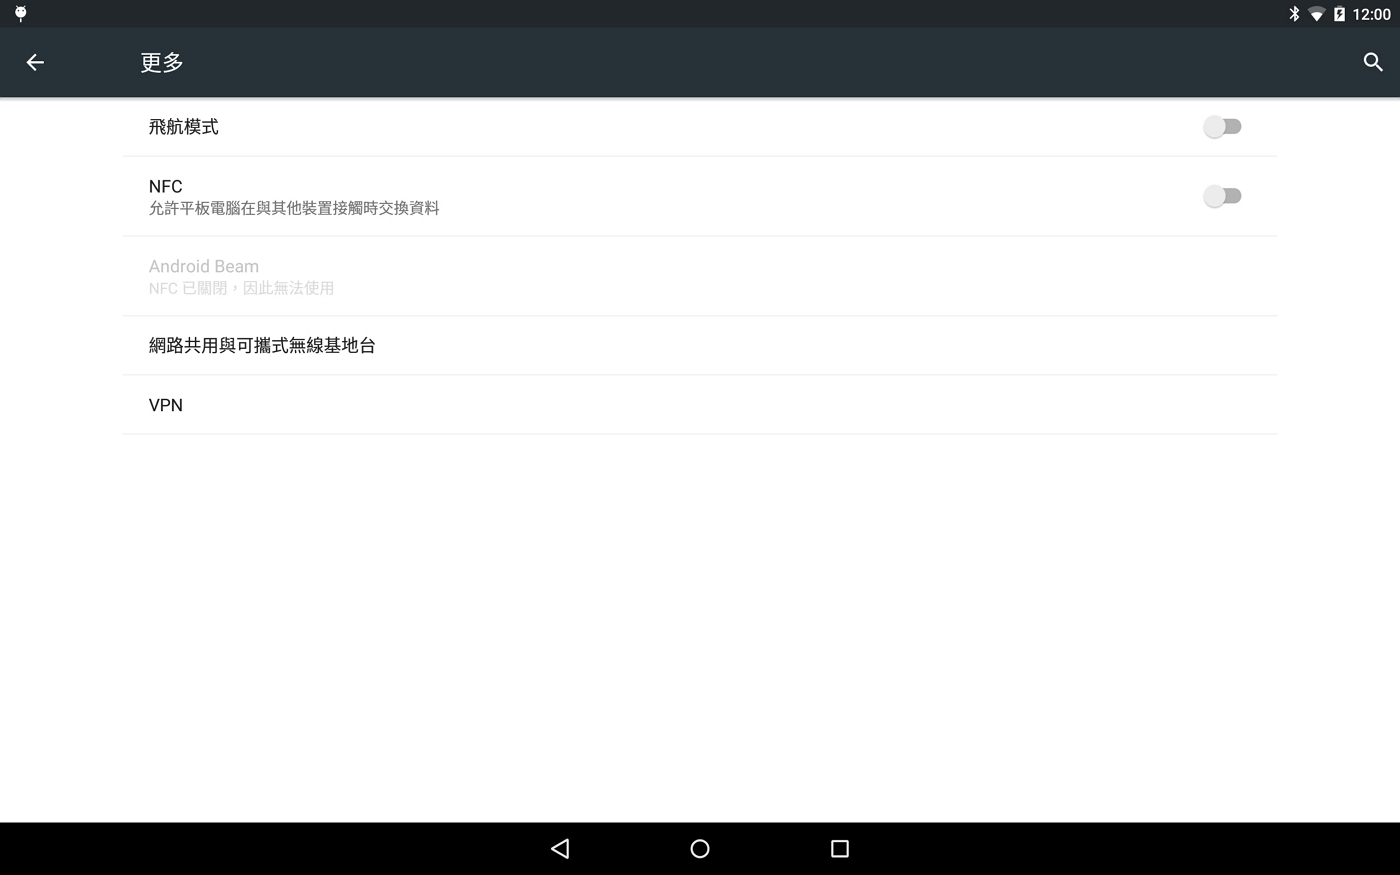 12:00
更多
飛航模式
NFC
允許平板電腦在與其他裝置接觸時交換資料
Android Beam
NFC 已關閉，因此無法使用
網路共用與可攜式無線基地台
VPN